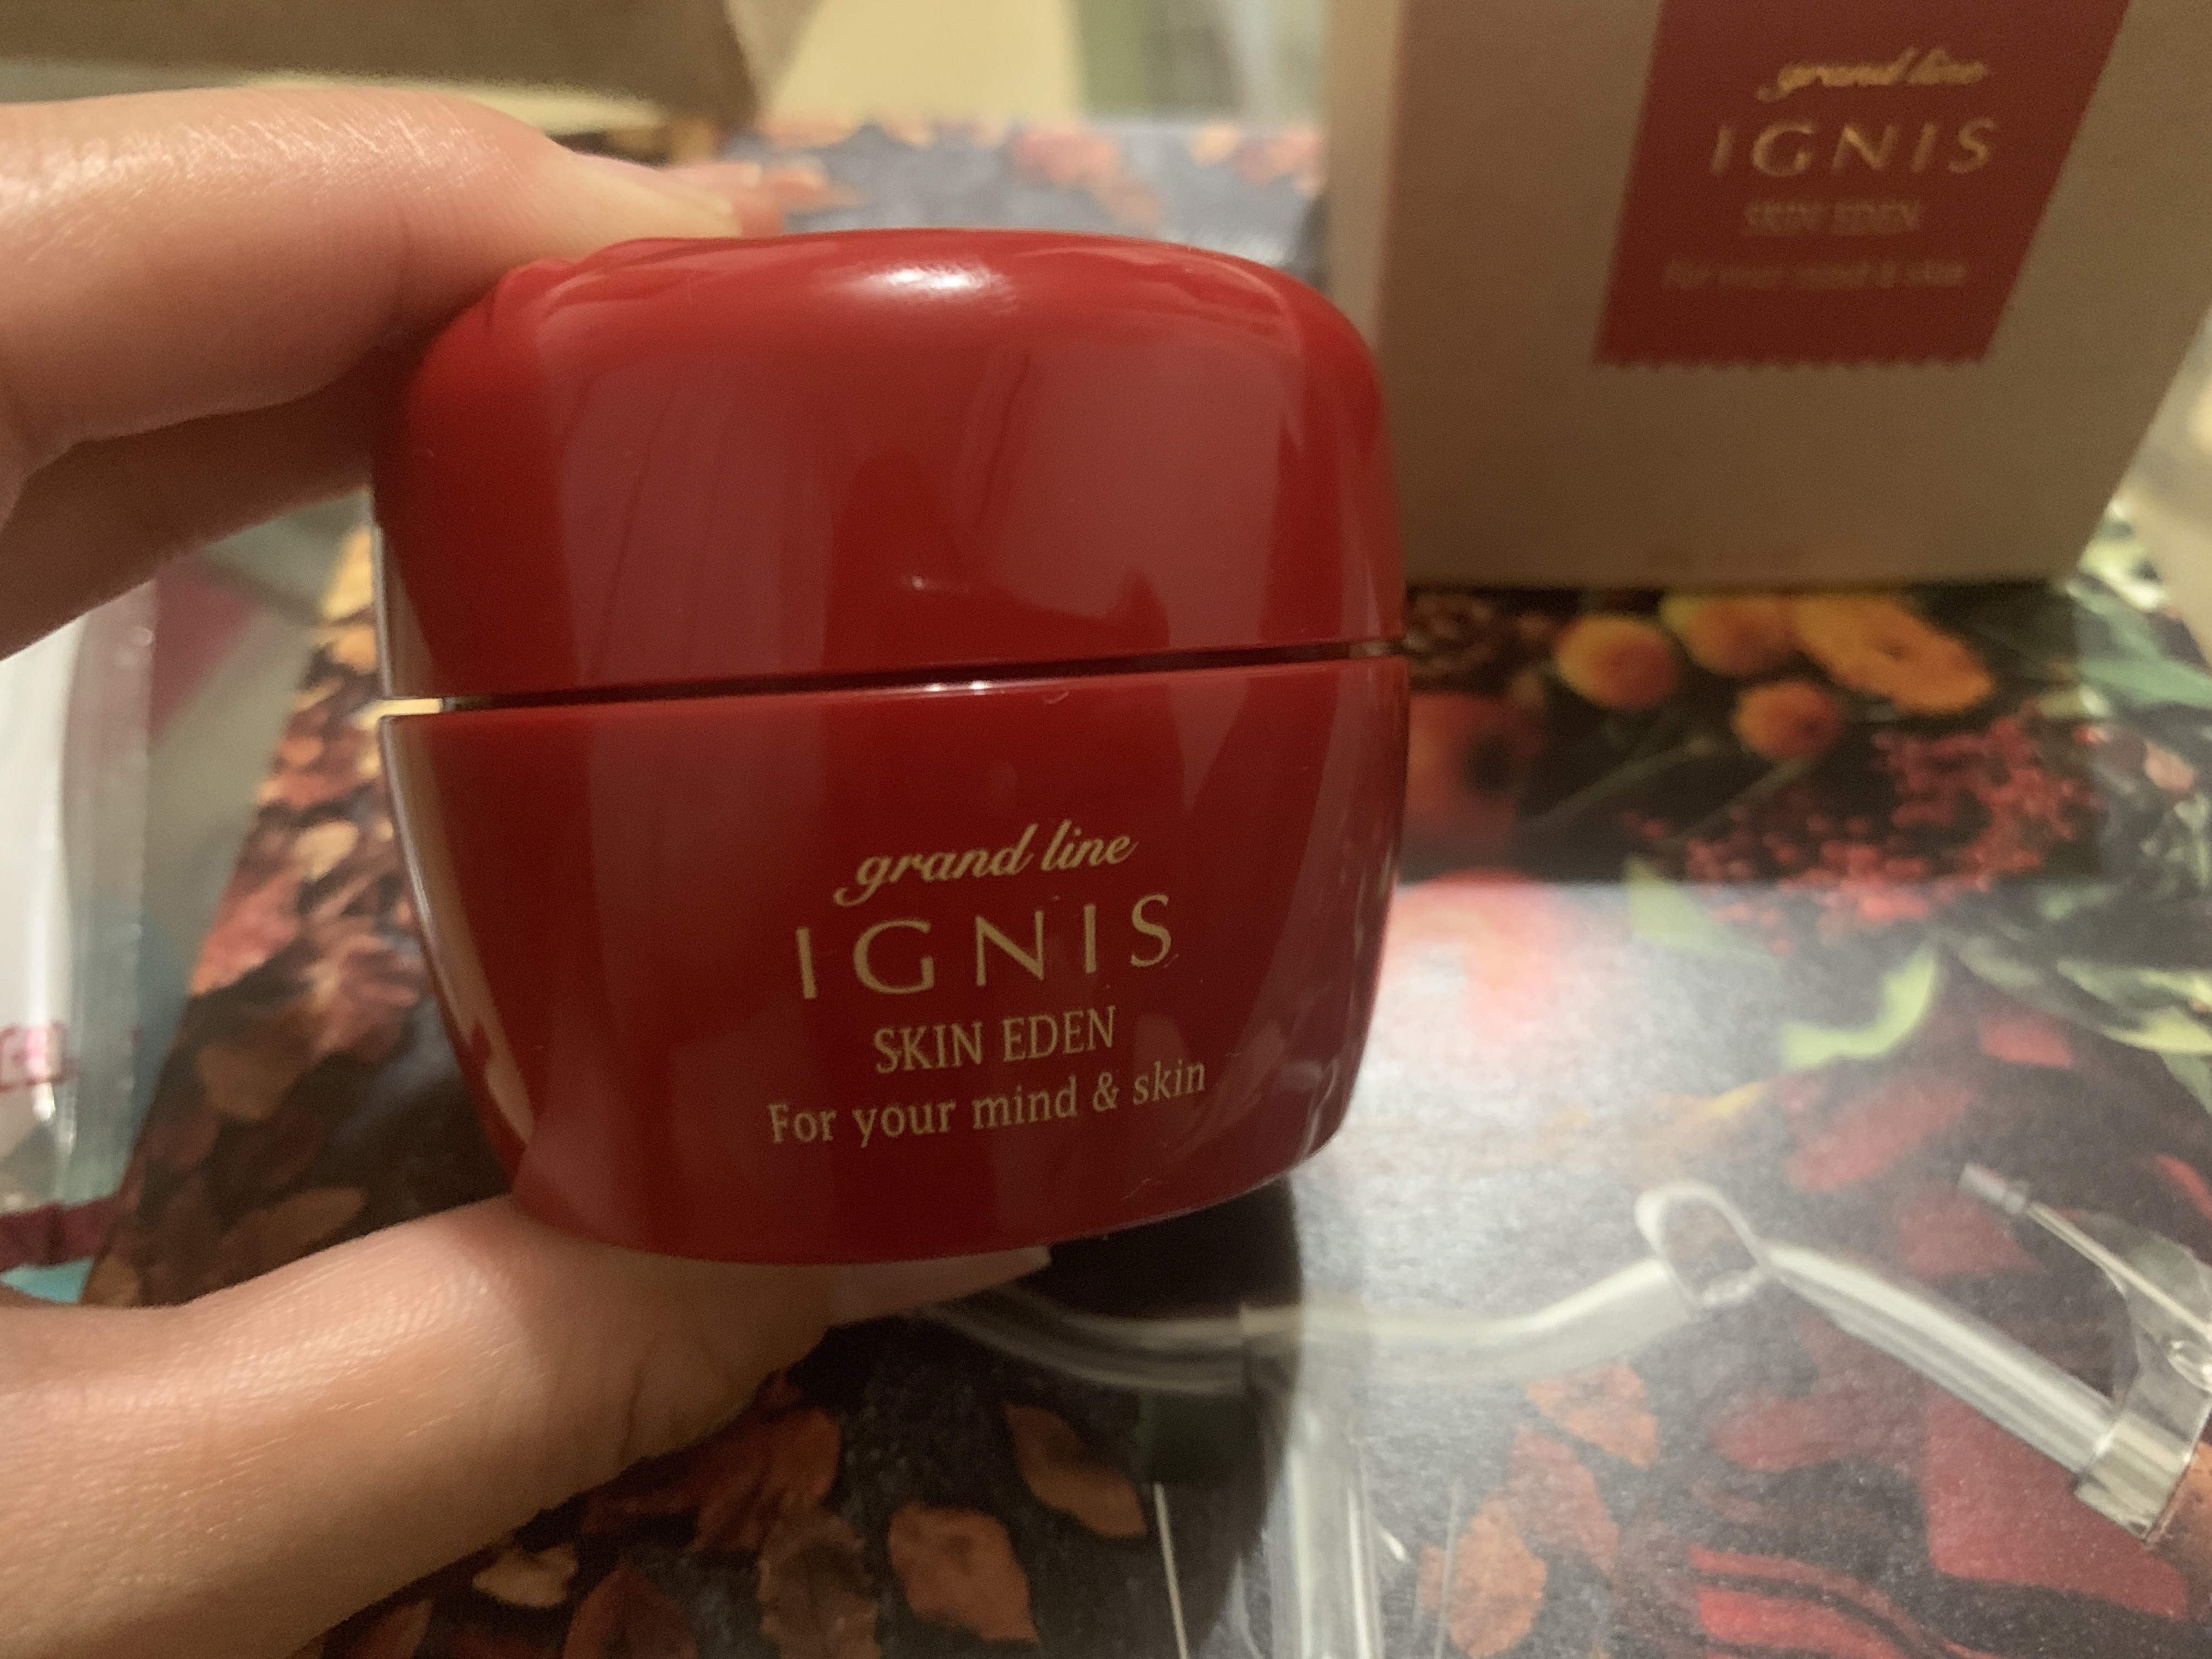 grand line
IGNIS
SKIN EDEN
For your mind & skin
grand line
IGNIS
SKIN EDEN
For your mind & skin